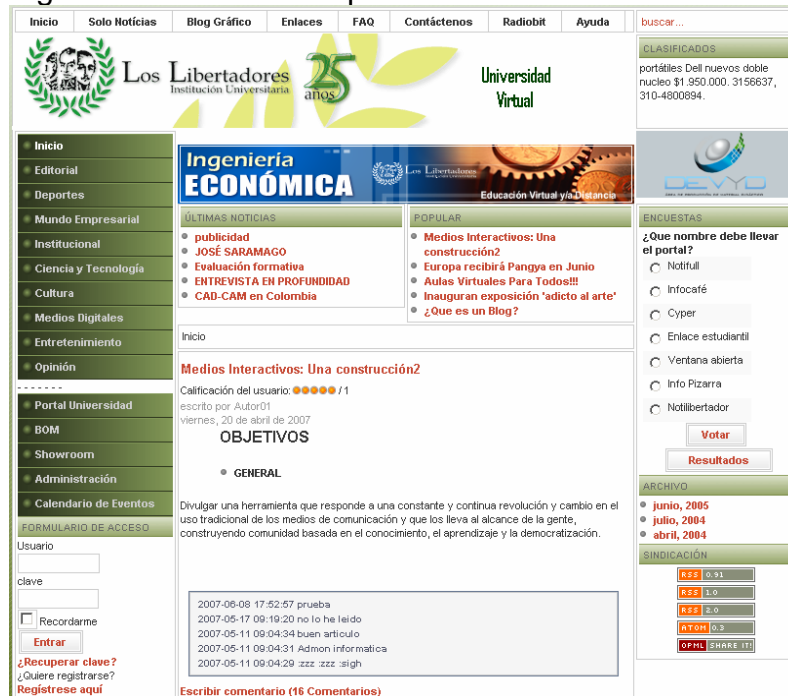 Inicio Solo Notícias Blog Gráfico Enlaces FAQ Contáctenos Radiobit Ayuda buscar...
Los Libertadores
Institución Universitaria
25
años
Universidad
Virtual
CLASIFICADOS
portátiles Dell nuevos doble
nucleo $1.950.000. 3156637,
310-4800894.
Inicio
Editorial
Deportes
Mundo Empresarial
Institucional
Ciencia y Tecnología
Cultura
Medios Digitales
Entretenimiento
Opinión
- - - - - - -
Portal Universidad
BOM
Showroom
Administración
Calendario de Eventos
FORMULARIO DE ACCESO
Usuario
clave
Recordarme
Entrar
¿Recuperar clave?
¿Quiere registrarse?
Regístrese aquí
Ingeniería
ECONÓMICA
Los Libertadores
Educación Virtual y/a Distancia
ÚLTIMAS NOTICIAS
publicidad
JOSÉ SARAMAGO
Evaluación formativa
ENTREVISTA EN PROFUNDIDAD
CAD-CAM en Colombia
POPULAR
Medios Interactivos: Una
construcción2
Europa recibirá Pangya en Junio
Aulas Virtuales Para Todos!!!
Inauguran exposición 'adicto al arte'
¿Que es un Blog?
Inicio
Medios Interactivos: Una construcción2
Calificación del usuario: / 1
escrito por Autor01
viernes, 20 de abril de 2007
OBJETIVOS
GENERAL
Divulgar una herramienta que responde a una constante y continua revolución y cambio en el
uso tradicional de los medios de comunicación y que los lleva al alcance de la gente,
construyendo comunidad basada en el conocimiento, el aprendizaje y la democratización.
2007-06-08 17:52:57 prueba
2007-05-17 09:19:20 no lo he leido
2007-05-11 09:04:34 buen articulo
2007-05-11 09:04:31 Admon informatica
2007-05-11 09:04:29 :zzz :zzz :sigh
Escribir comentario (16 Comentarios)
DEVYD
ENCUESTAS
¿Que nombre debe llevar
el portal?
Notifull
Infocafé
Cyper
Enlace estudiantil
Ventana abierta
Info Pizarra
Notilibertador
Votar
Resultados
ARCHIVO
junio, 2005
julio, 2004
abril, 2004
SINDICACIÓN
RSS 0.91
RSS 1.0
RSS 2.0
ATOM 0.3
OPML SHARE IT!